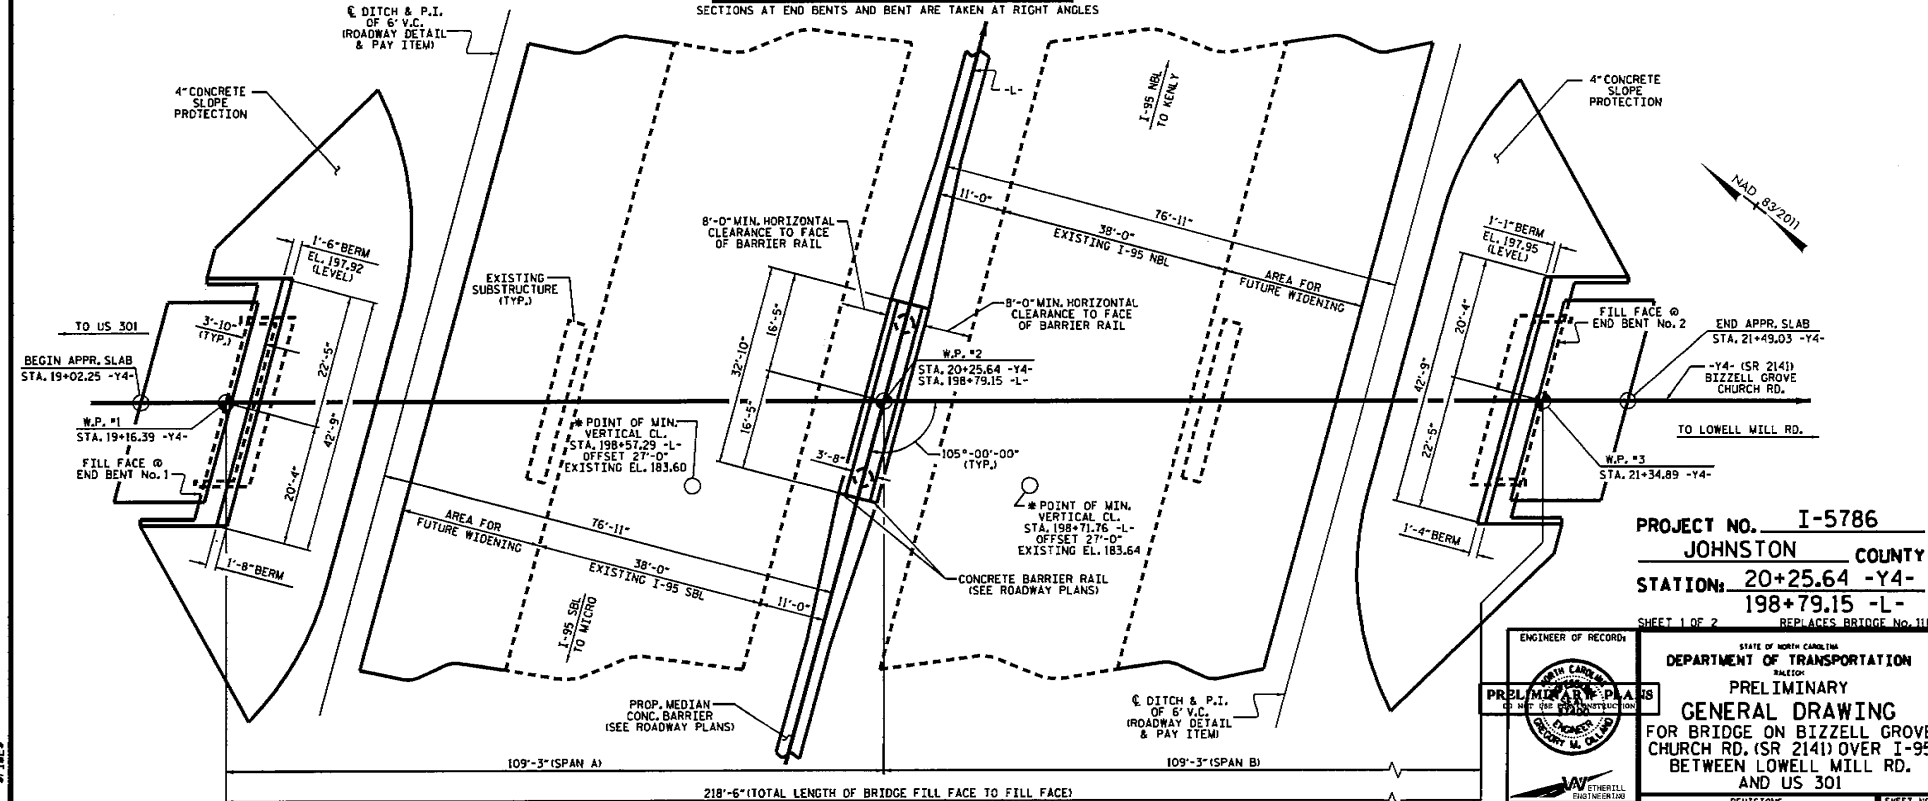 SECTIONS AT END BENTS AND BENT ARE TAKEN AT RIGHT ANGLES
℄ DITCH & P.I.
OF 6' V.C.
(ROADWAY DETAIL
& PAY ITEM)
4" CONCRETE
SLOPE
PROTECTION
-L-
I-95 NBL
TO KENLY
4" CONCRETE
SLOPE
PROTECTION
NAD 83/2011
8'-0" MIN. HORIZONTAL
CLEARANCE TO FACE
OF BARRIER RAIL
11'-0"
76'-11"
38'-0"
EXISTING I-95 NBL
AREA FOR
FUTURE WIDENING
1'-6" BERM
EL. 197.92
(LEVEL)
1'-1" BERM
EL. 197.95
(LEVEL)
EXISTING
SUBSTRUCTURE
(TYP.)
8'-0" MIN. HORIZONTAL
CLEARANCE TO FACE
OF BARRIER RAIL
TO US 301
3'-10"
(TYP.)
22'-5"
42'-9"
20'-4"
32'-10"
16'-5"
16'-5"
20'-4"
42'-9"
22'-5"
FILL FACE @
END BENT No. 2
END APPR. SLAB
STA. 21+49.03 -Y4-
BEGIN APPR. SLAB
STA. 19+02.25 -Y4-
W.P. #2
STA. 20+25.64 -Y4-
STA. 198+79.15 -L-
-Y4- (SR 2141)
BIZZELL GROVE
CHURCH RD.
W.P. #1
STA. 19+16.39 -Y4-
* POINT OF MIN.
VERTICAL CL.
STA. 198+57.29 -L-
OFFSET 27'-0"
EXISTING EL. 183.60
3'-8"
105°-00'-00"
(TYP.)
TO LOWELL MILL RD.
FILL FACE @
END BENT No. 1
W.P. #3
STA. 21+34.89 -Y4-
* POINT OF MIN.
VERTICAL CL.
STA. 198+71.76 -L-
OFFSET 27'-0"
EXISTING EL. 183.64
1'-8" BERM
1'-4" BERM
AREA FOR
FUTURE WIDENING
76'-11"
38'-0"
EXISTING I-95 SBL
11'-0"
I-95 SBL
TO MICRO
CONCRETE BARRIER RAIL
(SEE ROADWAY PLANS)
PROP. MEDIAN
CONC. BARRIER
(SEE ROADWAY PLANS)
℄ DITCH & P.I.
OF 6' V.C.
(ROADWAY DETAIL
& PAY ITEM)
109'-3" (SPAN A)
109'-3" (SPAN B)
218'-6" (TOTAL LENGTH OF BRIDGE FILL FACE TO FILL FACE)
PROJECT NO. I-5786
JOHNSTON COUNTY
STATION: 20+25.64 -Y4-
198+79.15 -L-
SHEET 1 OF 2 REPLACES BRIDGE No.
ENGINEER OF RECORD:
PRELIMINARY PLANS
DO NOT USE FOR CONSTRUCTION
NORTH CAROLINA
ENGINEER
WETHERILL
ENGINEERING
STATE OF NORTH CAROLINA
DEPARTMENT OF TRANSPORTATION
RALEIGH
PRELIMINARY
GENERAL DRAWING
FOR BRIDGE ON BIZZELL GROVE
CHURCH RD. (SR 2141) OVER I-95
BETWEEN LOWELL MILL RD.
AND US 301